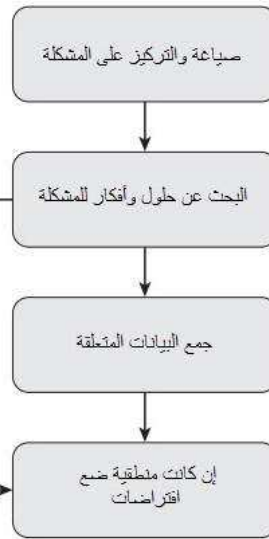 صياغة والتركيز على المشكلة
البحث عن حلول وأفكار للمشكلة
جمع البيانات المتعلقة
إن كانت منطقية ضع
افتراضات